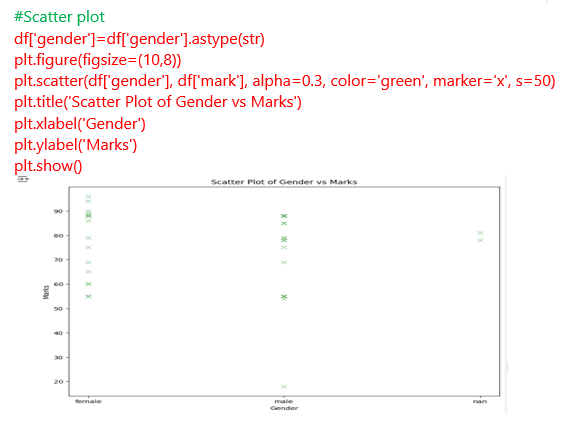 #Scatter plot
df['gender']=df['gender'].astype(str)
plt.figure(figsize=(10,8))
plt.scatter(df['gender'], df['mark'], alpha=0.3, color='green', marker='x', s=50)
plt.title('Scatter Plot of Gender vs Marks')
plt.xlabel('Gender')
plt.ylabel('Marks')
plt.show()
Scatter Plot of Gender vs Marks
90
80
70
60
Marks
50
40
30
20
female male nan
Gender